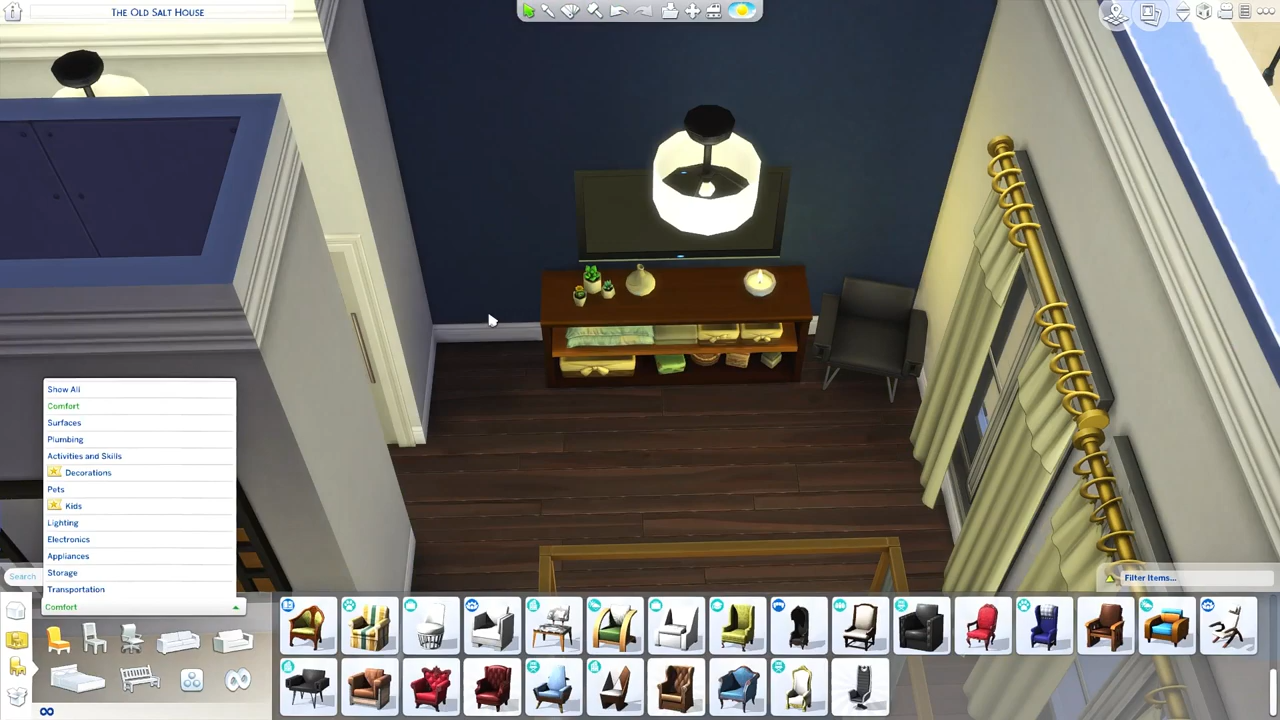 THE OLD SALT HOUSE
Show All
Comfort
Surfaces
Plumbing
Activities and Skills
Decorations
Pets
Kids
Lighting
Electronics
Appliances
Storage
Transportation
Search
Filter Items...
Comfort